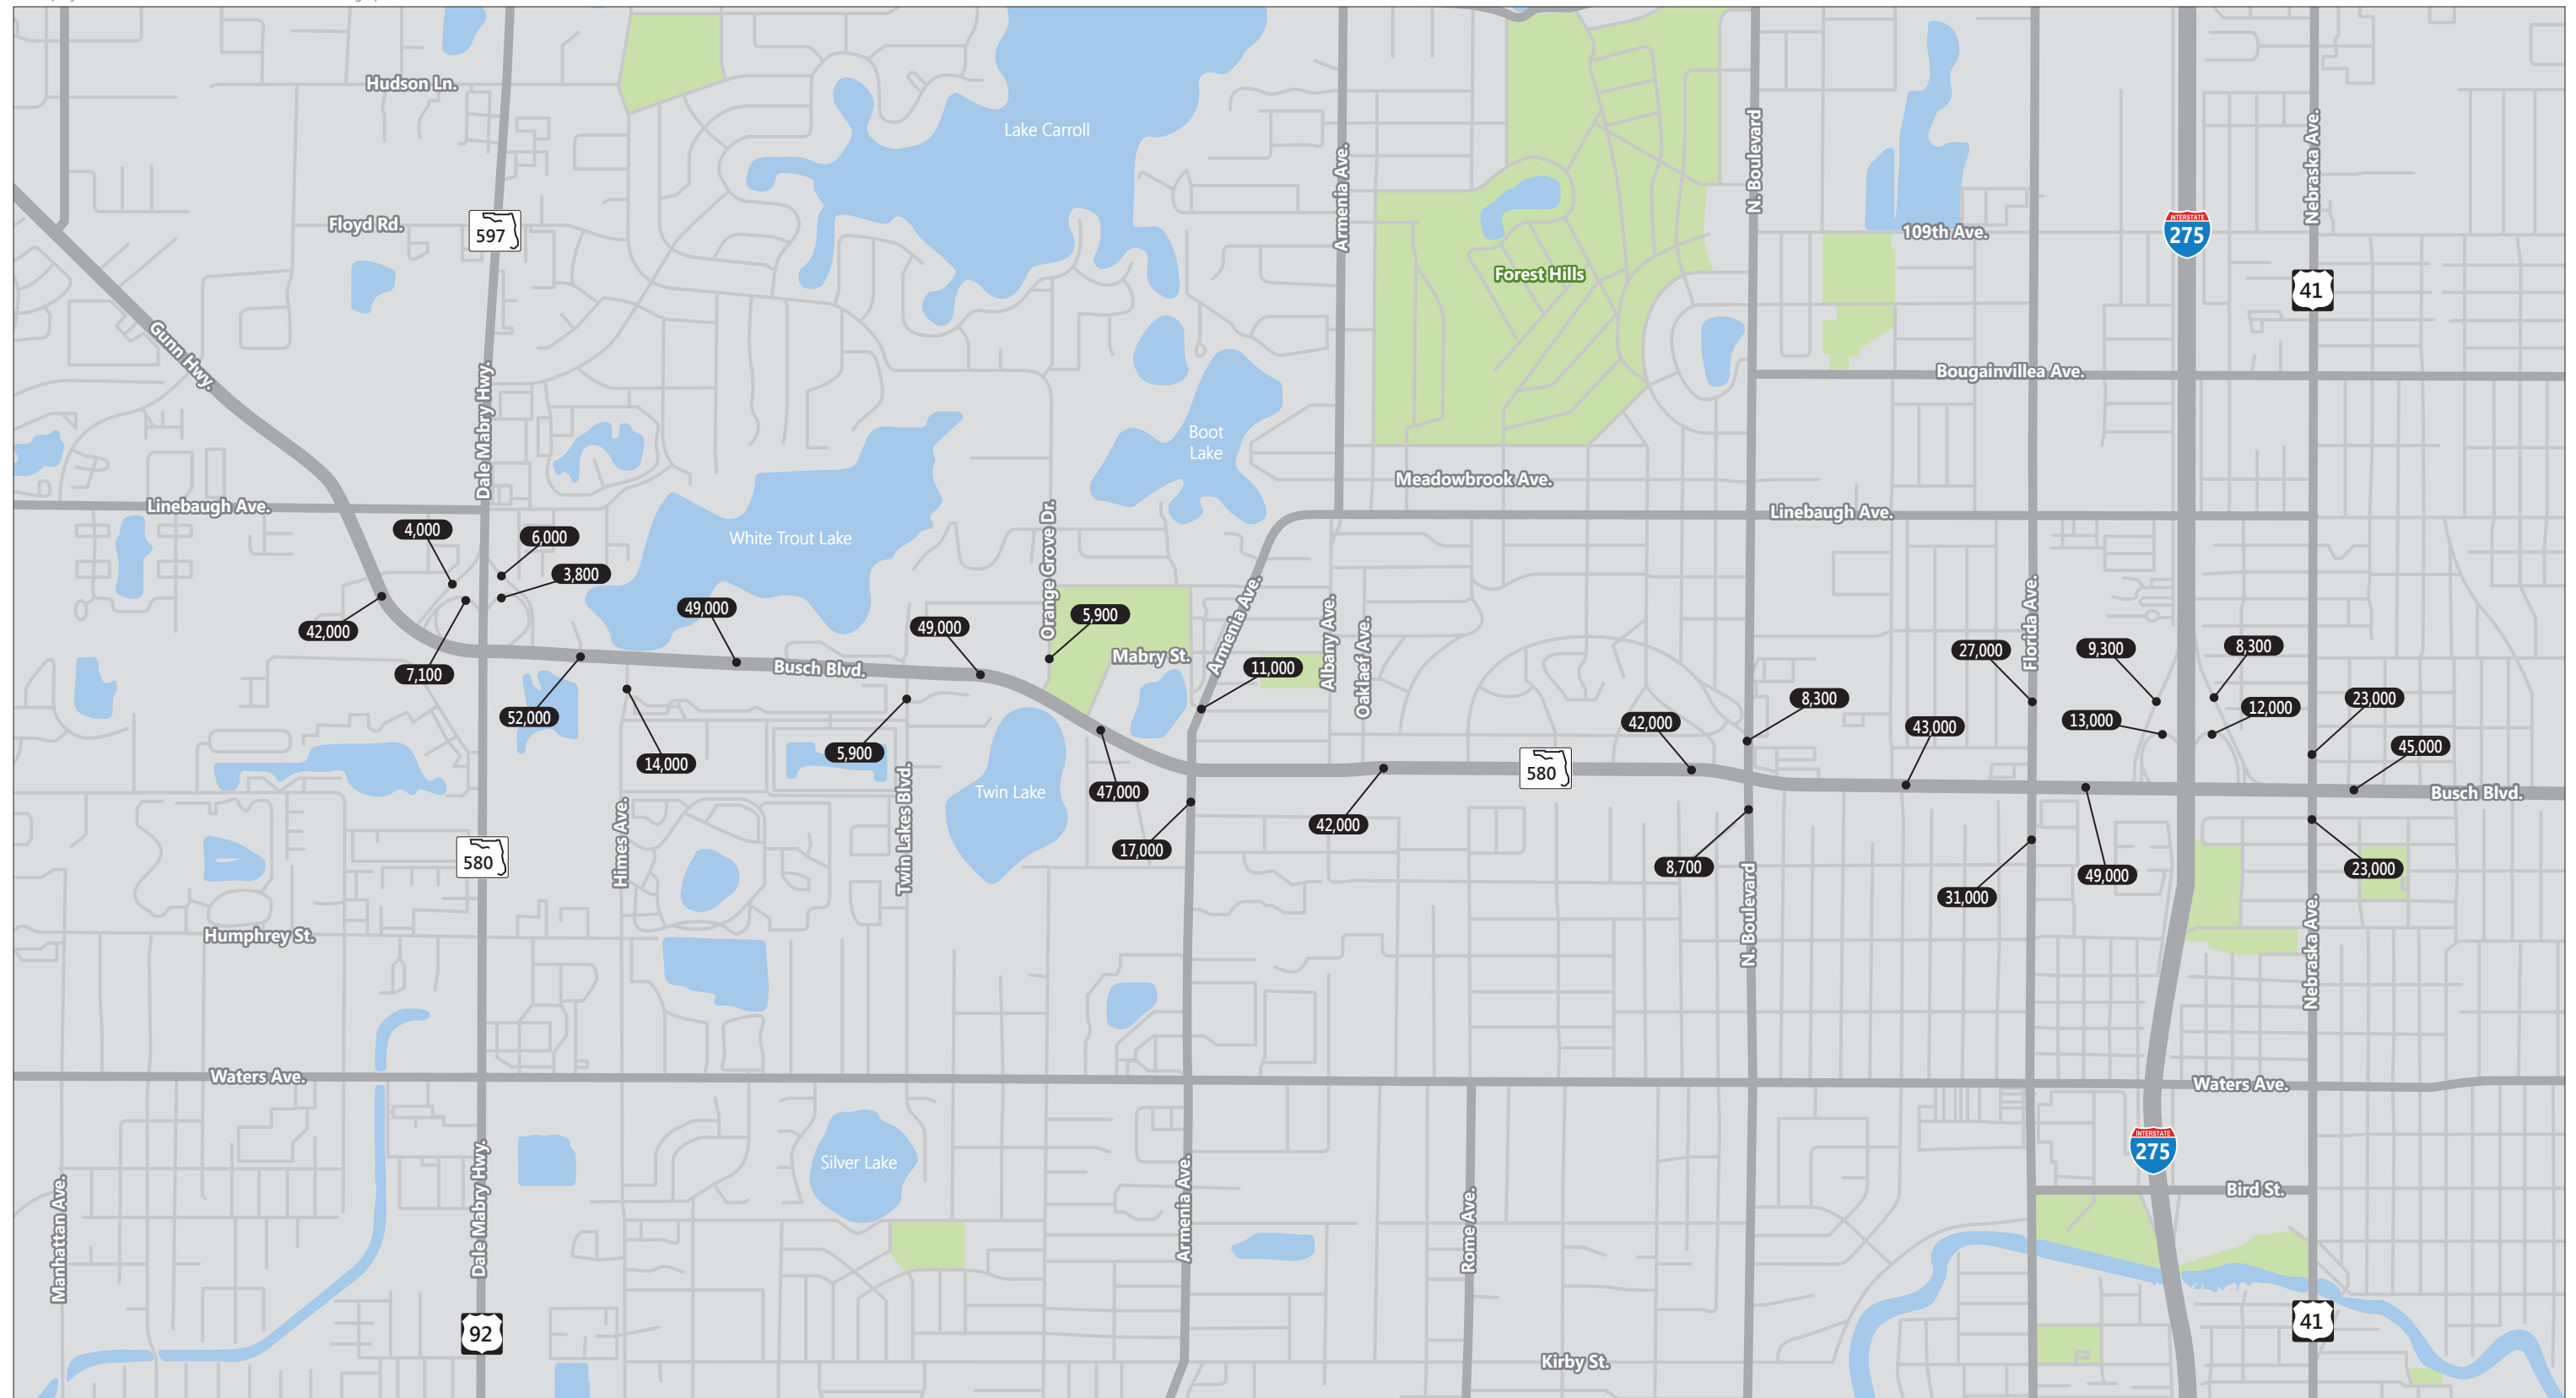 Hudson Ln.
Lake Carroll
Armenia Ave.
N. Boulevard
Nebraska Ave.
Floyd Rd.
597
109th Ave.
INTERSTATE
275
Forest Hills
41
Gunn Hwy.
Dale Mabry Hwy.
Bougainvillea Ave.
Boot
Lake
Meadowbrook Ave.
Linebaugh Ave.
Linebaugh Ave.
4,000
6,000
White Trout Lake
Orange Grove Dr.
3,800
49,000
5,900
Armenia Ave.
Albany Ave.
Oaklaef Ave.
Florida Ave.
42,000
49,000
Mabry St.
27,000
9,300
8,300
7,100
Busch Blvd.
11,000
8,300
23,000
52,000
12,000
13,000
42,000
43,000
5,900
14,000
45,000
580
47,000
Twin Lake
Busch Blvd.
42,000
17,000
580
Himes Ave.
Twin Lakes Blvd.
8,700
49,000
23,000
31,000
N. Boulevard
Humphrey St.
Nebraska Ave.
Waters Ave.
Waters Ave.
INTERSTATE
275
Silver Lake
Bird St.
Manhattan Ave.
Dale Mabry Hwy.
Armenia Ave.
Rome Ave.
92
41
Kirby St.